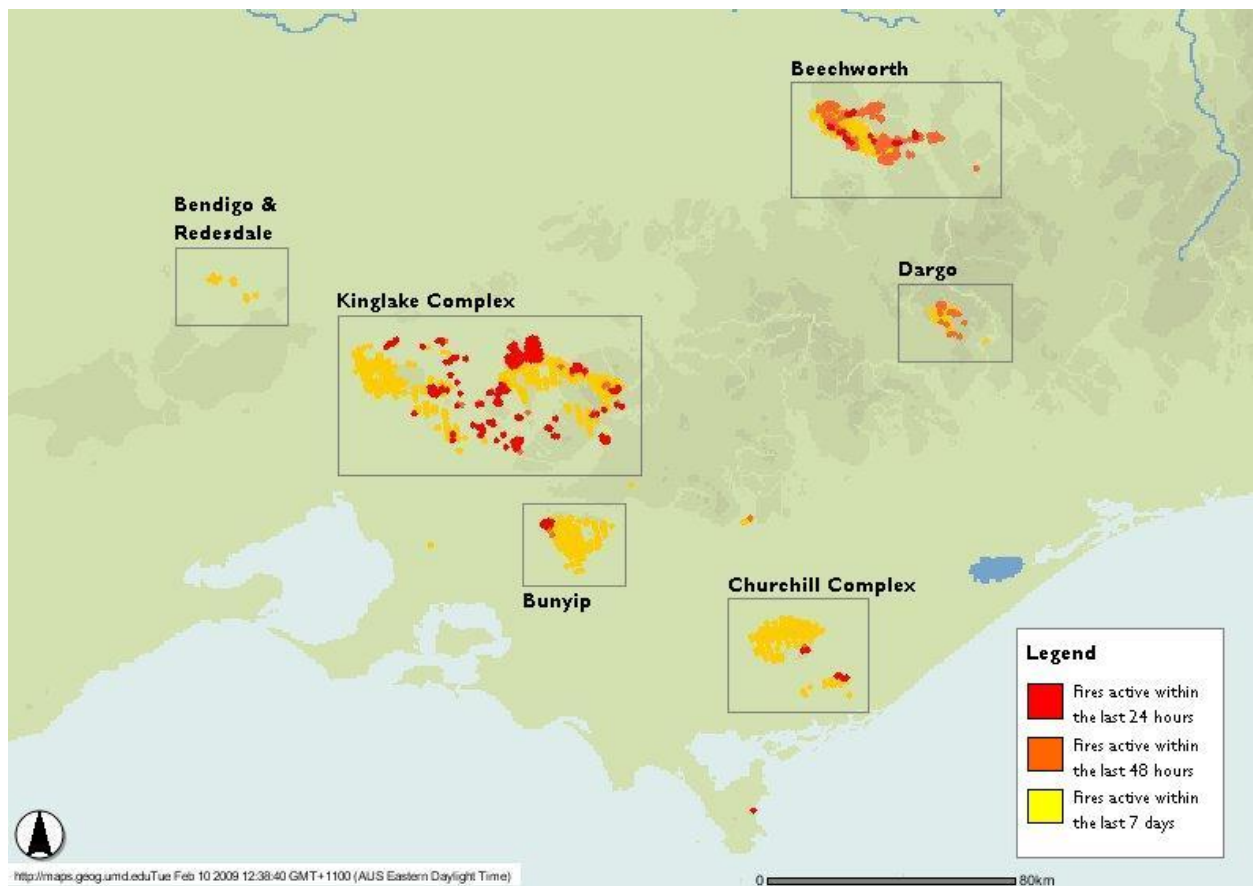 Beechworth
Bendigo &
Redesdale
Dargo
Kinglake Complex
Bunyip
Churchill Complex
Legend
Fires active within
the last 24 hours
Fires active within
the last 48 hours
Fires active within
the last 7 days
http://maps.geog.umd.eduTue Feb 10 2009 12:38:40 GMT+1100 (AUS Eastern Daylight Time)
0 80km